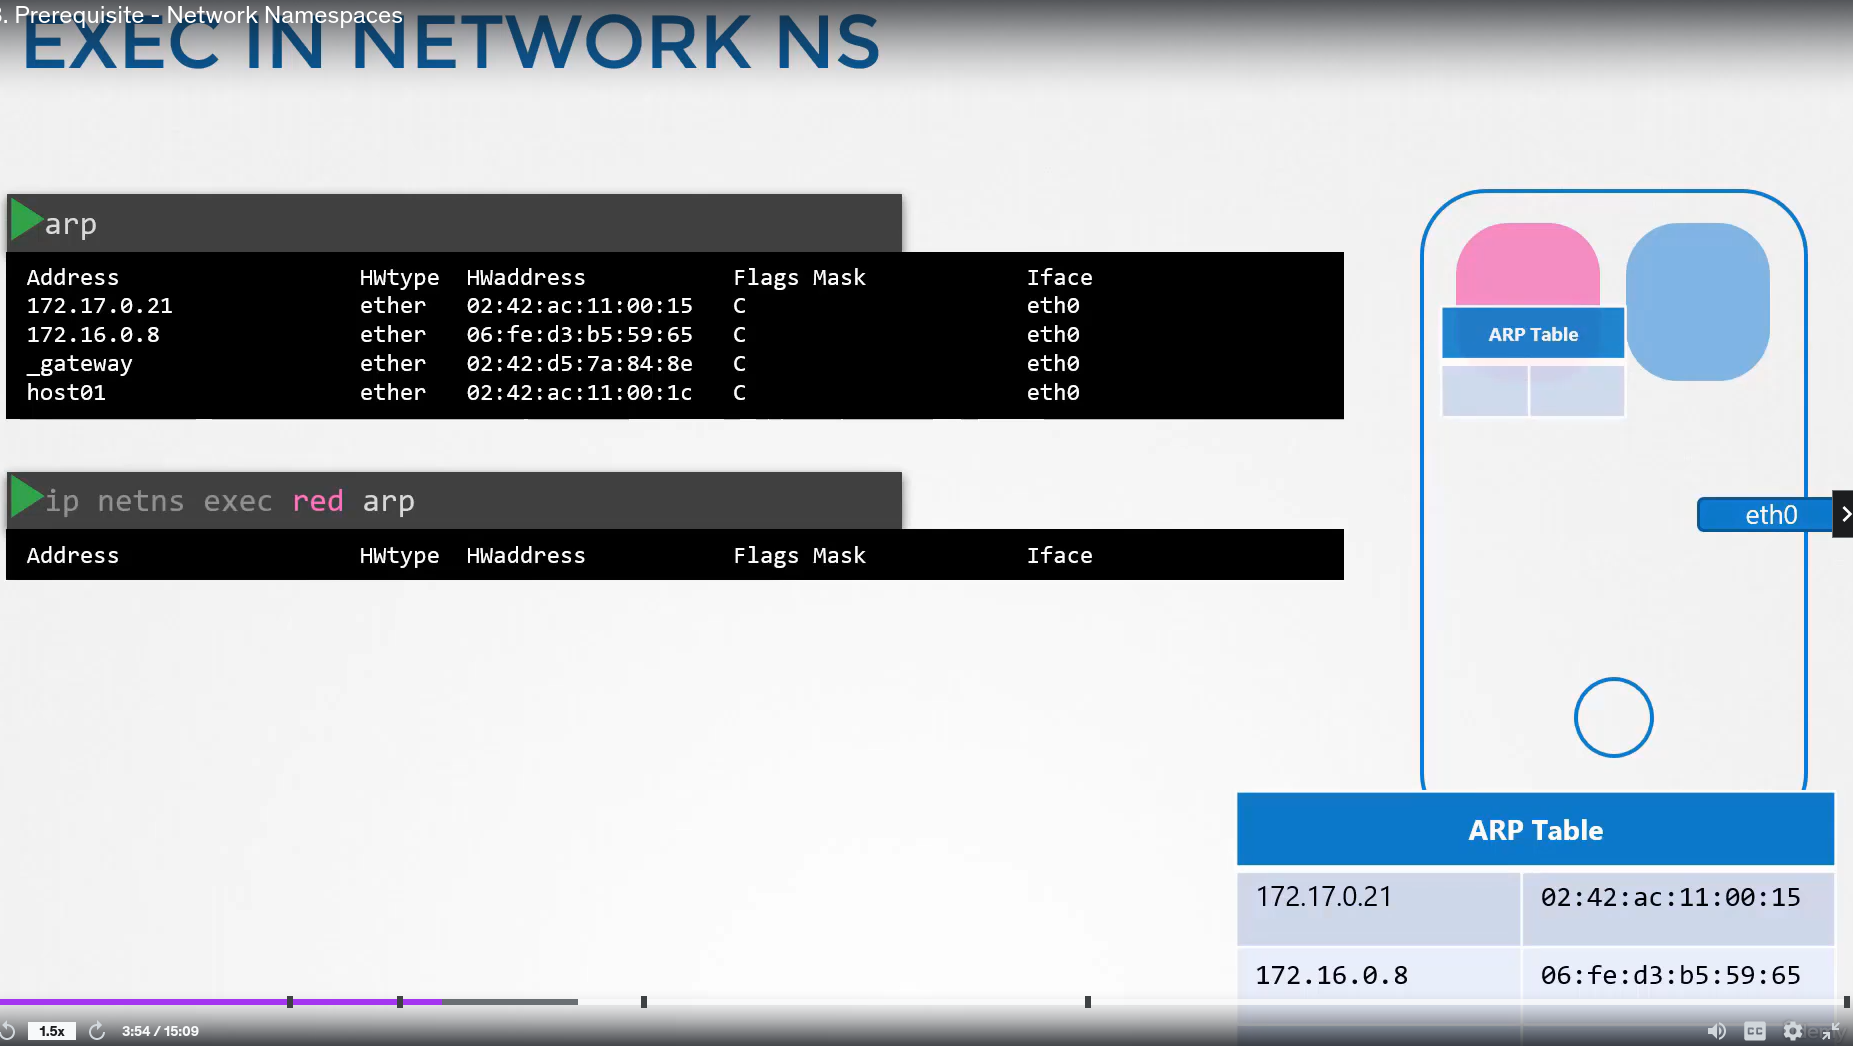 3. Prerequisite - Network Namespaces
EXEC IN NETWORK NS
arp
Address HWtype HWaddress Flags Mask Iface
172.17.0.21 ether 02:42:ac:11:00:15 C eth0
172.16.0.8 ether 06:fe:d3:b5:59:65 C eth0
_gateway ether 02:42:d5:7a:84:8e C eth0
host01 ether 02:42:ac:11:00:1c C eth0
ip netns exec red arp
Address HWtype HWaddress Flags Mask Iface
ARP Table
eth0
ARP Table
172.17.0.21 02:42:ac:11:00:15
172.16.0.8 06:fe:d3:b5:59:65
1.5x 3:54 / 15:09 CC